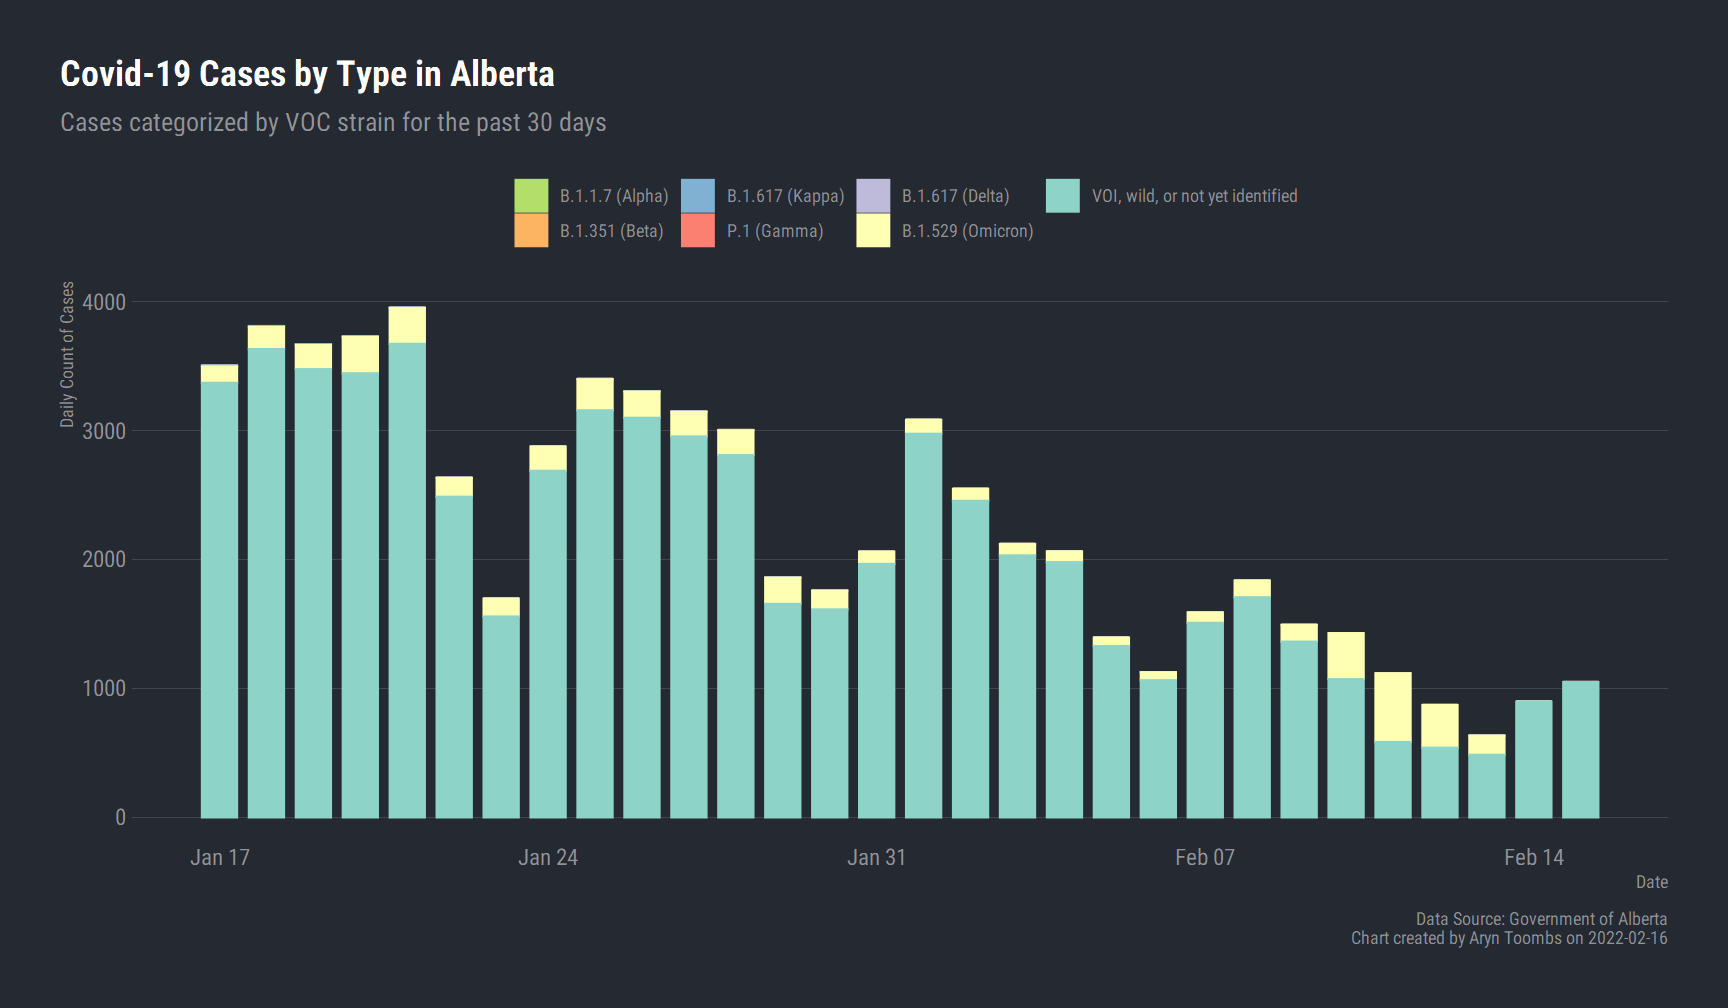 Covid-19 Cases by Type in Alberta
Cases categorized by VOC strain for the past 30 days
B.1.1.7 (Alpha) B.1.617 (Kappa) B.1.617 (Delta) VOI, wild, or not yet identified
B.1.351 (Beta) P.1 (Gamma) B.1.529 (Omicron)
Daily Count of Cases
4000
3000
2000
1000
0
Jan 17 Jan 24 Jan 31 Feb 07 Feb 14
Date
Data Source: Government of Alberta
Chart created by Aryn Toombs on 2022-02-16